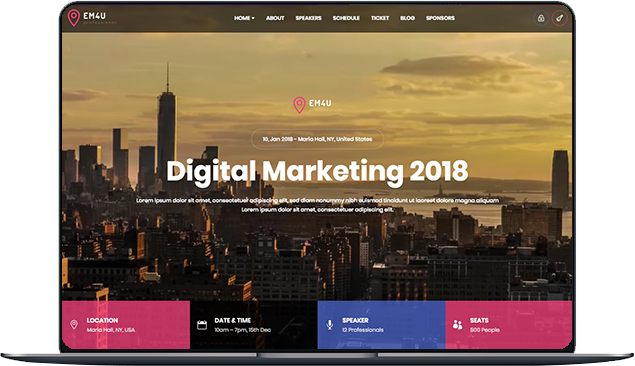 EM4U
HOME ABOUT SPEAKERS SCHEDULE TICKET BLOG SPONSORS
EM4U
10, Jan 2018 - Maria Hall, NY, United States
Digital Marketing 2018
Lorem ipsum dolor sit amet, consectetuer adipiscing elit, sed diam nonummy nibh euismod tincidunt ut laoreet dolore magna aliquam
Lorem ipsum dolor sit amet, consectetuer adipiscing elit.
LOCATION
Maria Hall, NY, USA
DATE & TIME
10am – 7pm, 15th Dec
SPEAKER
12 Professionals
SEATS
500 People